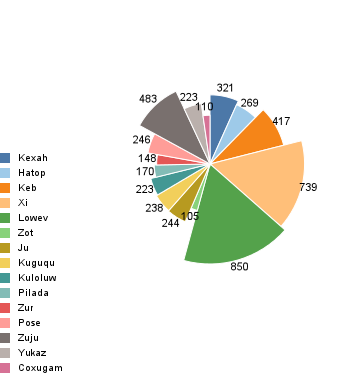 321
269
417
739
850
105
244
238
223
170
148
246
483
223
110
Kexah
Hatop
Keb
Xi
Lowev
Zot
Ju
Kuguqu
Kuloluw
Pilada
Zur
Pose
Zuju
Yukaz
Coxugam